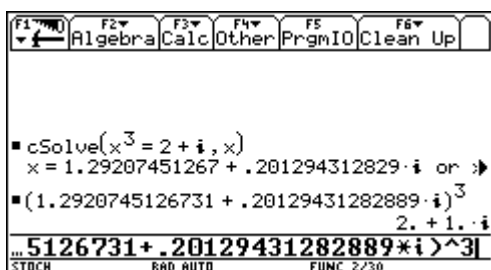 F1 F2 Algebra F3 Calc F4 Other F5 PrgmIO F6 Clean Up
▪ cSolve(x³ = 2 + i, x)
x = 1.29207451267 + .201294312829·i or x▶
▪ (1.2920745126731 + .20129431282889·i)³
2. + 1.·i
…5126731+.20129431282889*i)^3
STOCH RAD AUTO FUNC 2/30